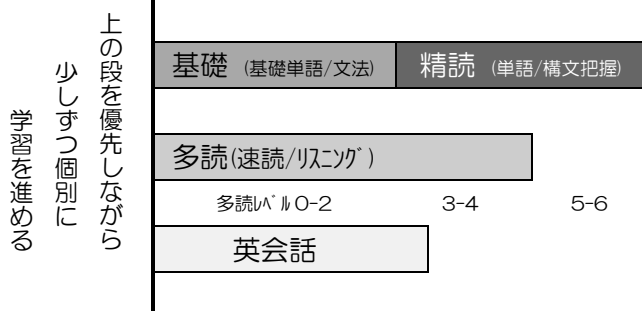 上の段を優先しながら
少しずつ個別に
学習を進める
基礎 (基礎単語/文法)
精読 (単語/構文把握)
多読(速読/ﾘｽﾆﾝｸﾞ)
多読ﾚﾍﾞﾙ0-2
3-4
5-6
英会話